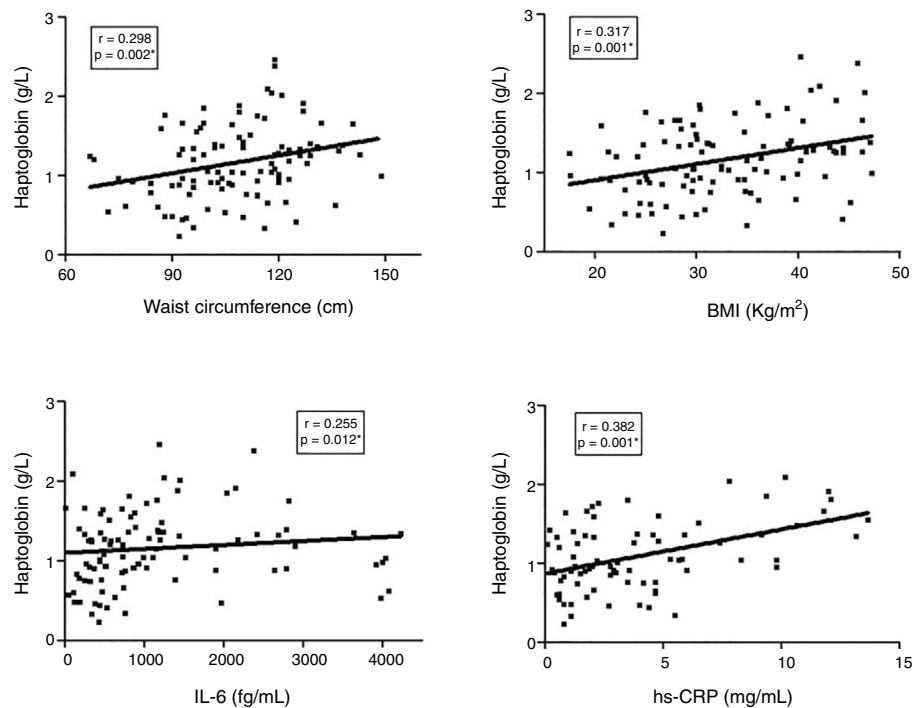 3
r = 0.298
p = 0.002*
2
1
0
Haptoglobin (g/L)
60
90
120
150
Waist circumference (cm)
3
r = 0.317
p = 0.001*
2
1
0
Haptoglobin (g/L)
20
30
40
50
BMI (Kg/m²)
3
r = 0.255
p = 0.012*
2
1
0
Haptoglobin (g/L)
0
1000
2000
3000
4000
IL-6 (fg/mL)
3
r = 0.382
p = 0.001*
2
1
0
Haptoglobin (g/L)
0
5
10
15
hs-CRP (mg/mL)